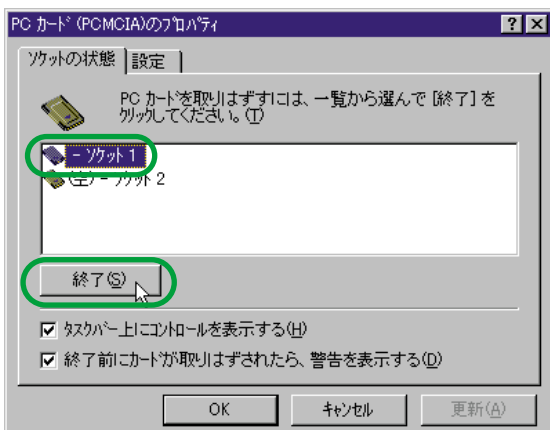 PC カード (PCMCIA)のプロパティ
ソケットの状態
設定
PC カードを取りはずすには、一覧から選んで [終了] を
クリックしてください。(T)
- ソケット 1
(空) - ソケット 2
終了(S)
タスクバー上にコントロールを表示する(H)
終了前にカードが取りはずされたら、警告を表示する(D)
OK
キャンセル
更新(A)